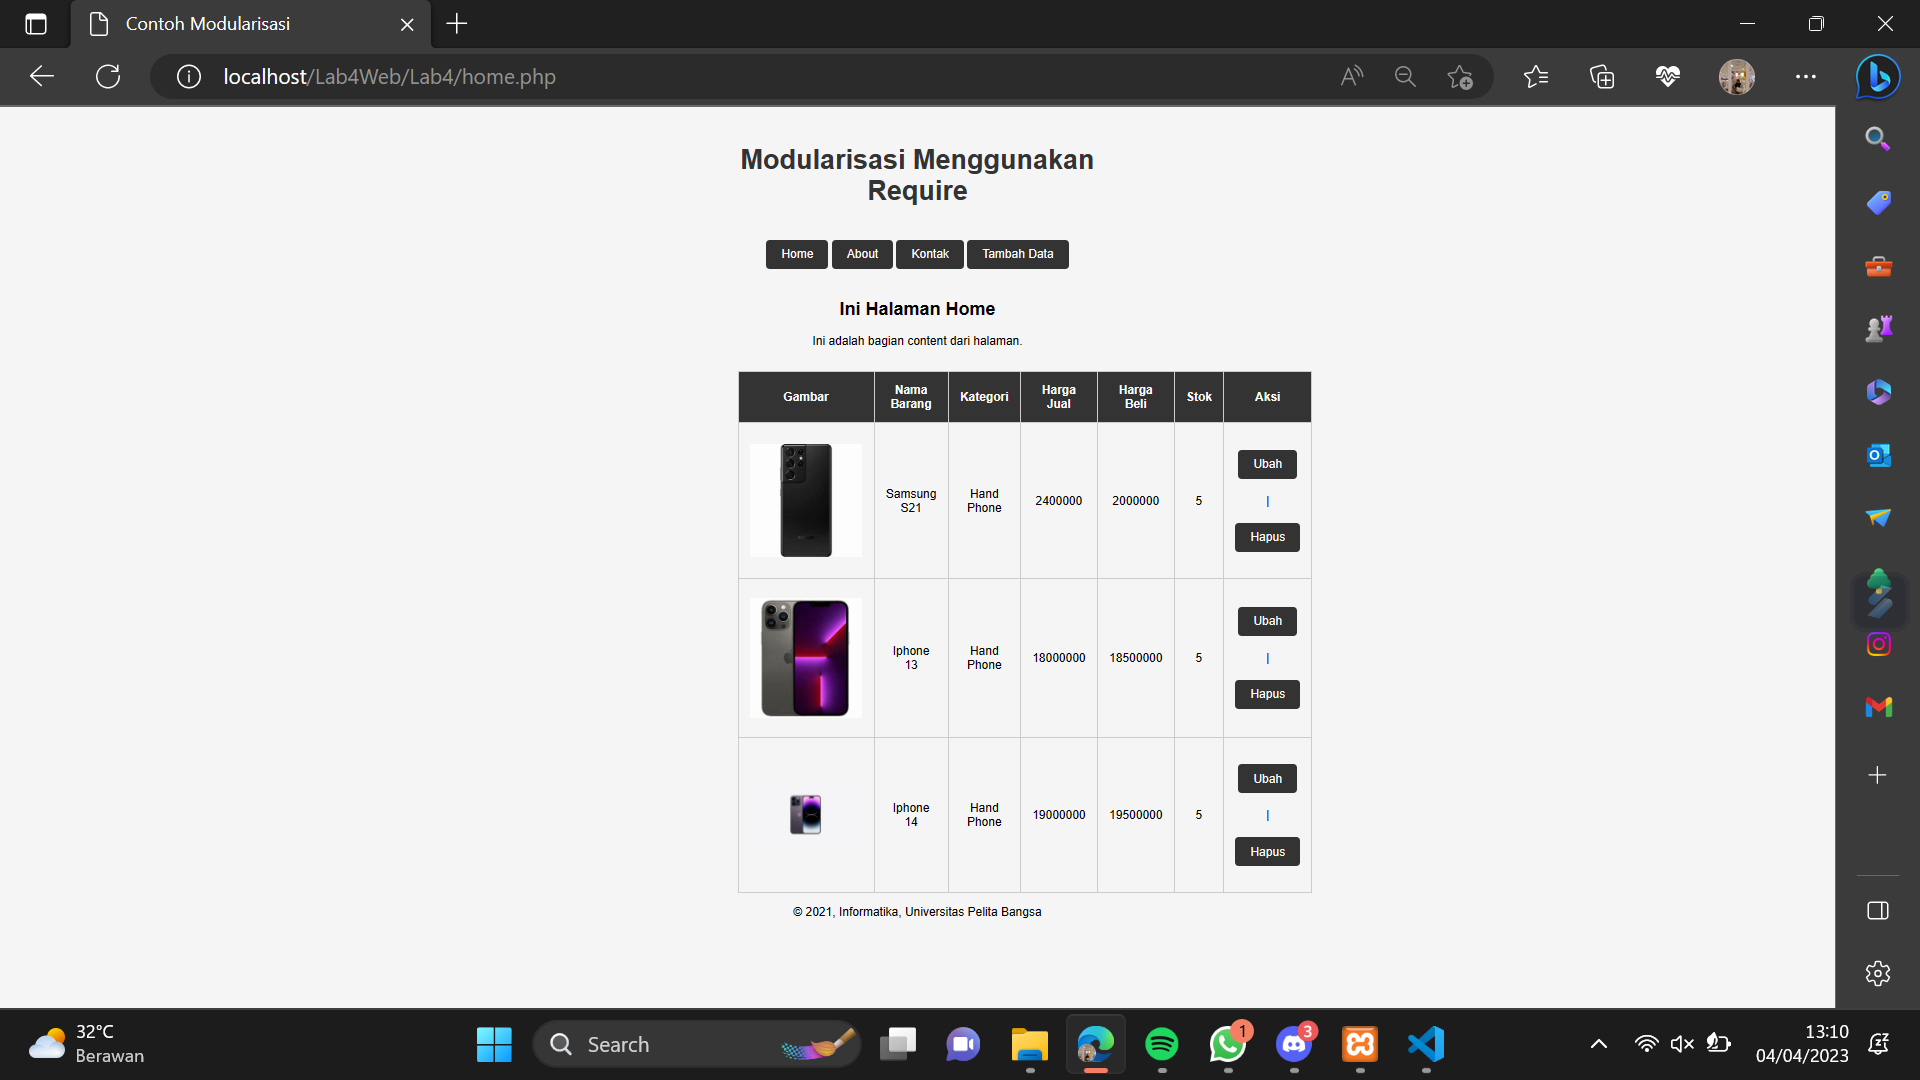 Contoh Modularisasi
localhost/Lab4Web/Lab4/home.php
Modularisasi Menggunakan
Require
Home About Kontak Tambah Data
Ini Halaman Home
Ini adalah bagian content dari halaman.
Gambar Nama Barang Kategori Harga Jual Harga Beli Stok Aksi
Samsung S21 Hand Phone 2400000 2000000 5 Ubah | Hapus
Iphone 13 Hand Phone 18000000 18500000 5 Ubah | Hapus
Iphone 14 Hand Phone 19000000 19500000 5 Ubah | Hapus
© 2021, Informatika, Universitas Pelita Bangsa
32°C
Berawan
Search
1
3
13:10
04/04/2023